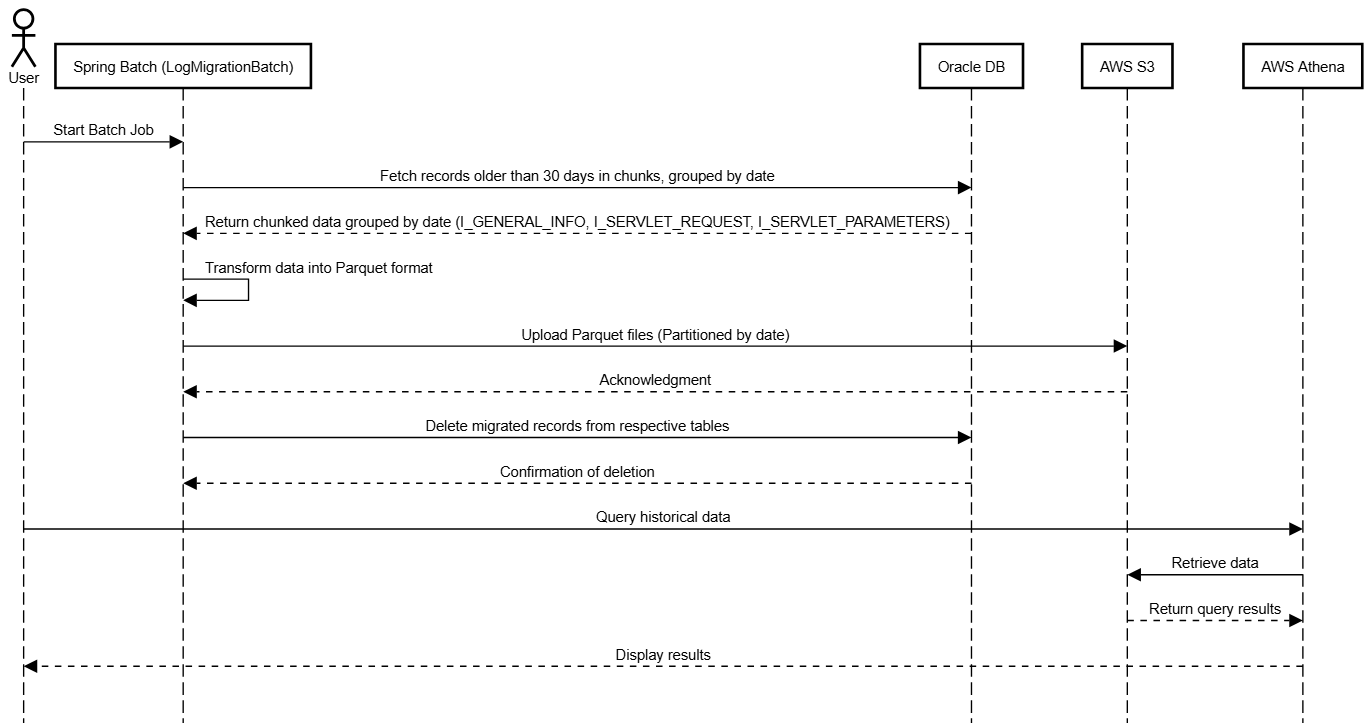 User
Spring Batch (LogMigrationBatch)
Oracle DB
AWS S3
AWS Athena
Start Batch Job
Fetch records older than 30 days in chunks, grouped by date
Return chunked data grouped by date (I_GENERAL_INFO, I_SERVLET_REQUEST, I_SERVLET_PARAMETERS)
Transform data into Parquet format
Upload Parquet files (Partitioned by date)
Acknowledgment
Delete migrated records from respective tables
Confirmation of deletion
Query historical data
Retrieve data
Return query results
Display results